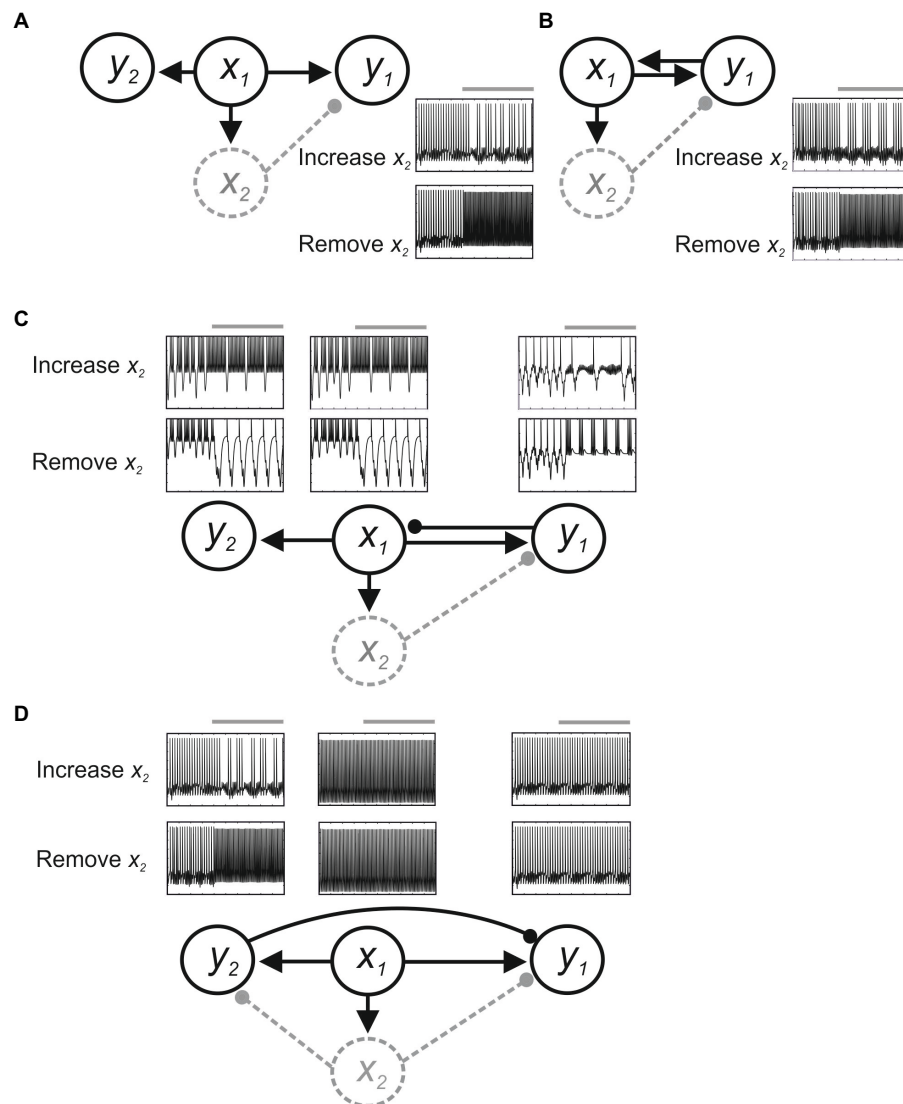 A
B
y₂ x₁ y₁
x₁ y₁
Increase x₂
x₂
Remove x₂
Increase x₂
x₂
Remove x₂
C
Increase x₂
Remove x₂
y₂ x₁ y₁
x₂
D
Increase x₂
Remove x₂
y₂ x₁ y₁
x₂